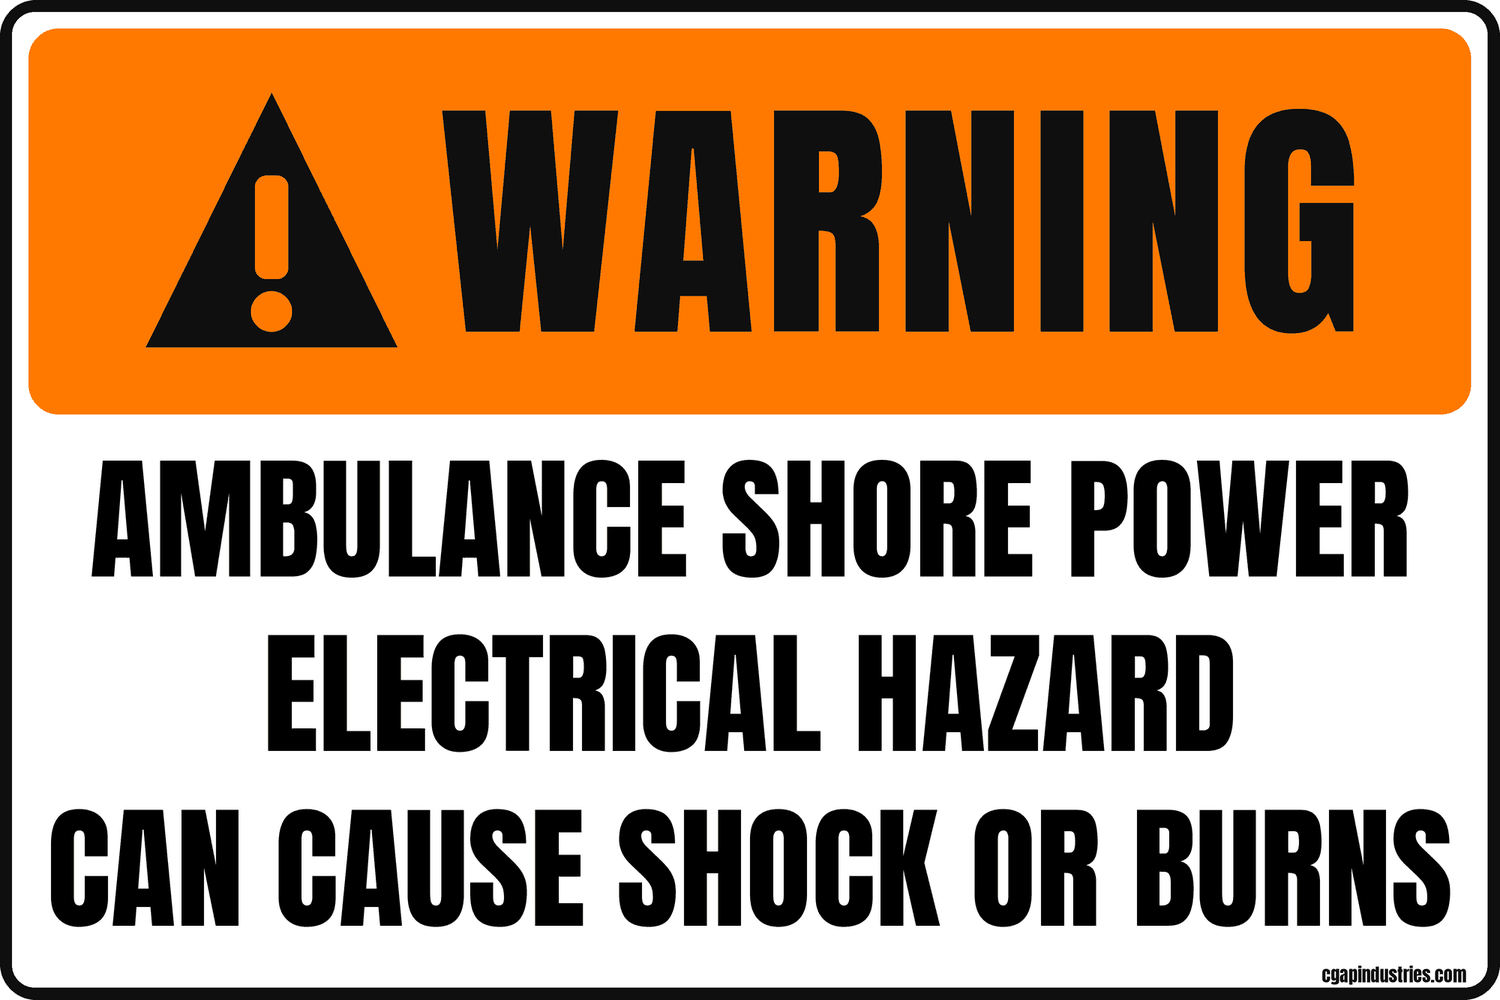 WARNING
AMBULANCE SHORE POWER
ELECTRICAL HAZARD
CAN CAUSE SHOCK OR BURNS
cgapindustries.com